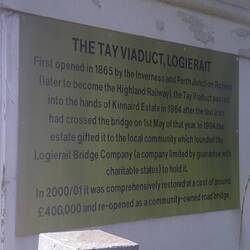 THE TAY VIADUCT, LOGIERAIT
First opened in 1865 by the Inverness and Perth Junction Railway
(later to become the Highland Railway), the Tay Viaduct passed
into the hands of Kinnaird Estate in 1964 after the last train
had crossed the bridge on 1st May of that year. In 1994 the
estate gifted it to the local community which founded the
Logierait Bridge Company (a company limited by guarantee with
charitable status) to hold it.
In 2000/01 it was comprehensively restored at a cost of around
£400,000 and re-opened as a community-owned road bridge.